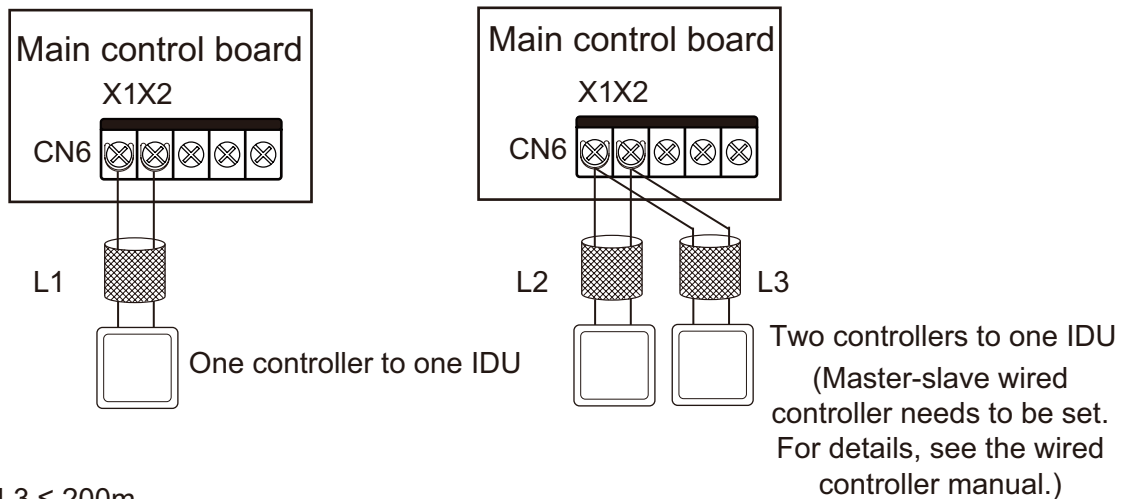 Main control board
X1X2
CN6
L1
One controller to one IDU
Main control board
X1X2
CN6
L2
L3
Two controllers to one IDU
(Master-slave wired
controller needs to be set.
For details, see the wired
controller manual.)
200m